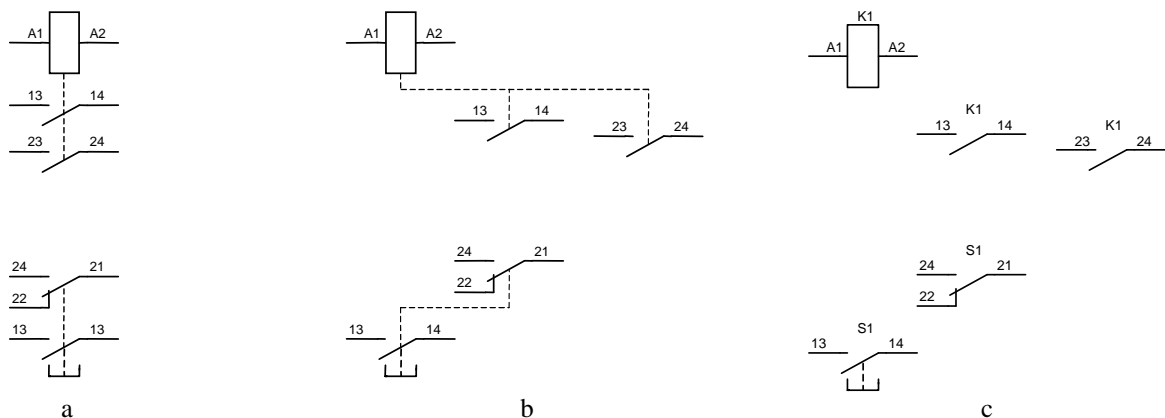 K1
A1 A2 A1 A2 A1 A2
13 14 13 14 K1
13 14 K1
23 24 23 24 23 24
24 21 24 21 S1
24 21
22 22 22
13 13 13 14 S1
13 14
a b c